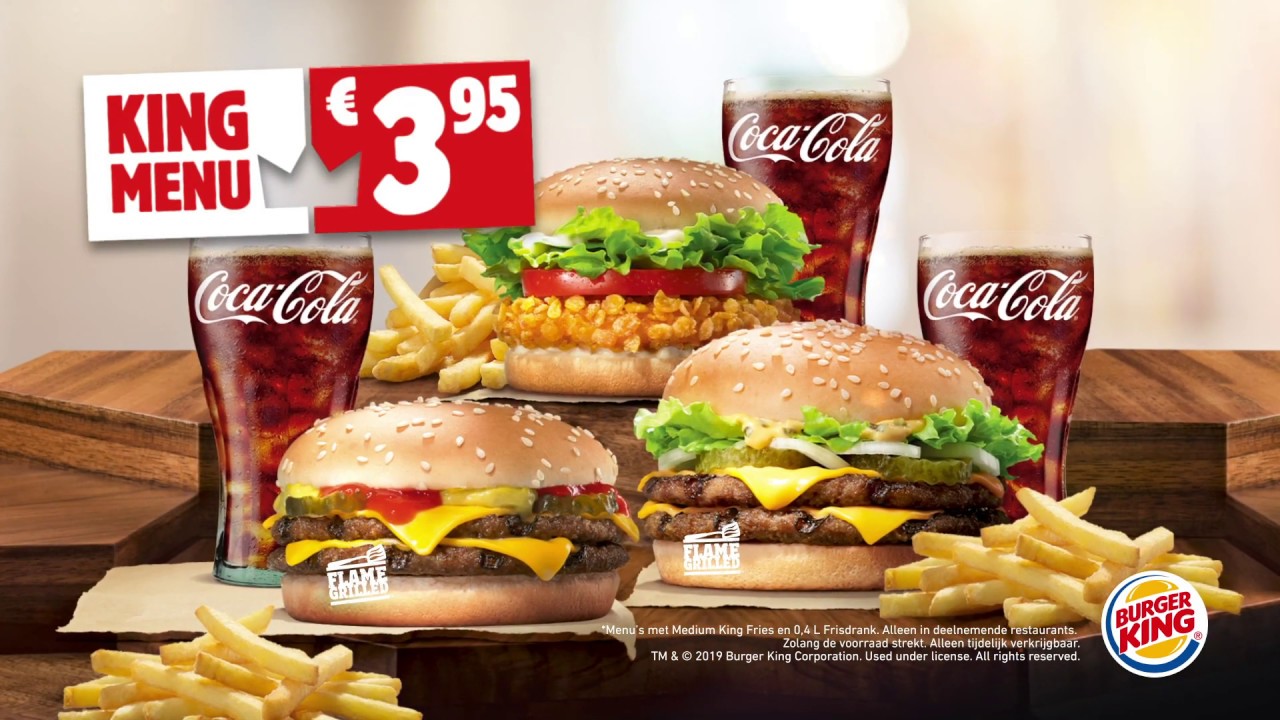 KING
MENU
€ 3 95
Coca-Cola
Coca-Cola
Coca-Cola
FLAME
GRILLED
FLAME
GRILLED
*Menu's met Medium King Fries en 0,4 L Frisdrank. Alleen in deelnemende restaurants.
Zolang de voorraad strekt. Alleen tijdelijk verkrijgbaar.
TM & © 2019 Burger King Corporation. Used under license. All rights reserved.
BURGER
KING®